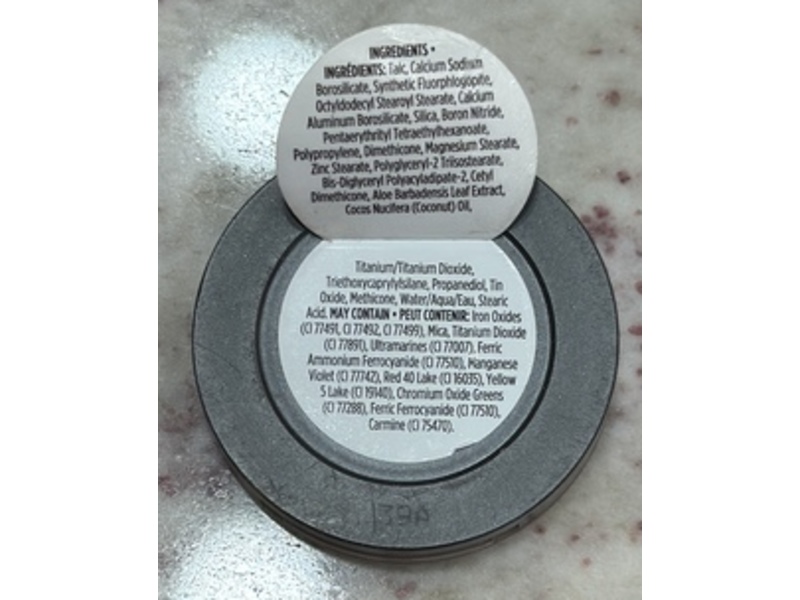 INGREDIENTS •
INGRÉDIENTS: Talc, Calcium Sodium
Borosilicate, Synthetic Fluorphlogopite,
Octyldodecyl Stearoyl Stearate, Calcium
Aluminum Borosilicate, Silica, Boron Nitride,
Pentaerythrityl Tetraethylhexanoate,
Polypropylene, Dimethicone, Magnesium Stearate,
Zinc Stearate, Polyglyceryl-2 Triisostearate,
Bis-Diglyceryl Polyacyladipate-2, Cetyl
Dimethicone, Aloe Barbadensis Leaf Extract,
Cocos Nucifera (Coconut) Oil,
Titanium/Titanium Dioxide,
Triethoxycaprylylsilane, Propanediol, Tin
Oxide, Methicone, Water/Aqua/Eau, Stearic
Acid. MAY CONTAIN • PEUT CONTENIR: Iron Oxides
(CI 77491, CI 77492, CI 77499), Mica, Titanium Dioxide
(CI 77891), Ultramarines (CI 77007). Ferric
Ammonium Ferrocyanide (CI 77510), Manganese
Violet (CI 77742), Red 40 Lake (CI 16035), Yellow
5 Lake (CI 19140), Chromium Oxide Greens
(CI 77288), Ferric Ferrocyanide (CI 77510),
Carmine (CI 75470).
139A